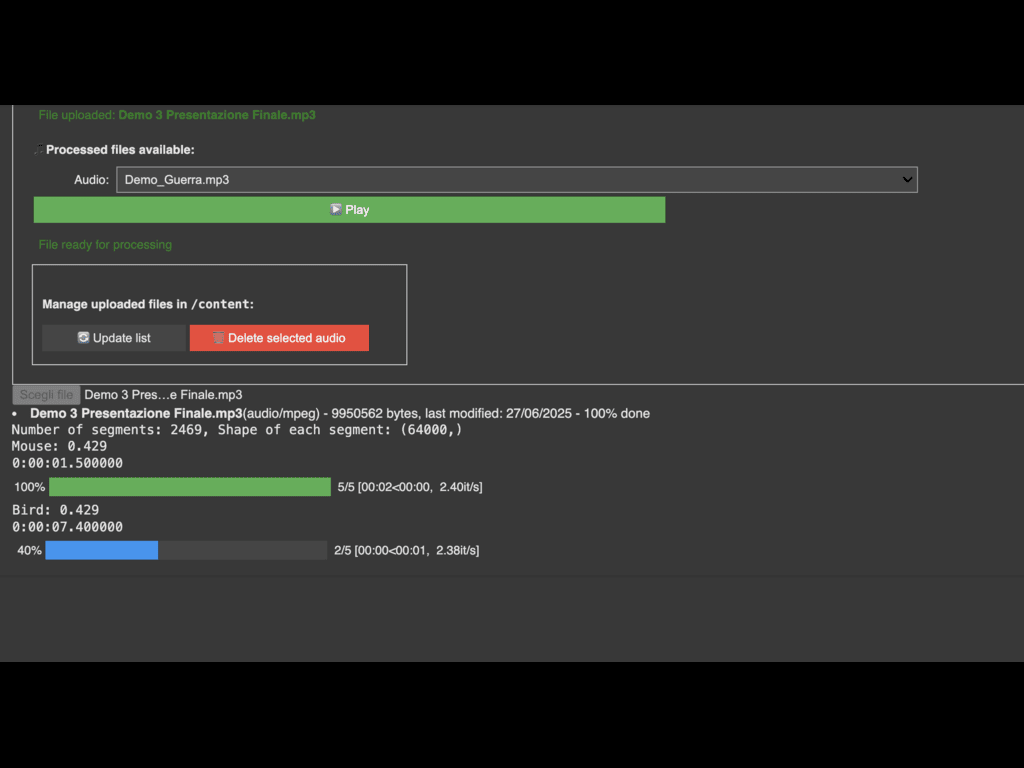 File uploaded: Demo 3 Presentazione Finale.mp3
Processed files available:
Audio: Demo_Guerra.mp3
Play
File ready for processing
Manage uploaded files in /content:
Update list Delete selected audio
Scegli file Demo 3 Pres…e Finale.mp3
• Demo 3 Presentazione Finale.mp3(audio/mpeg) - 9950562 bytes, last modified: 27/06/2025 - 100% done
Number of segments: 2469, Shape of each segment: (64000,)
Mouse: 0.429
0:00:01.500000
100% 5/5 [00:02<00:00, 2.40it/s]
Bird: 0.429
0:00:07.400000
40% 2/5 [00:00<00:01, 2.38it/s]